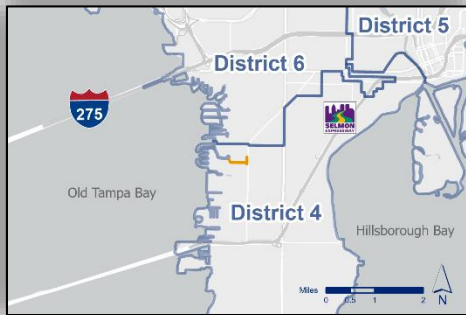 District 5
District 6
275
SELMON
EXPRESSWAY
Old Tampa Bay
District 4
Hillsborough Bay
Miles
0 0.5 1 2
N